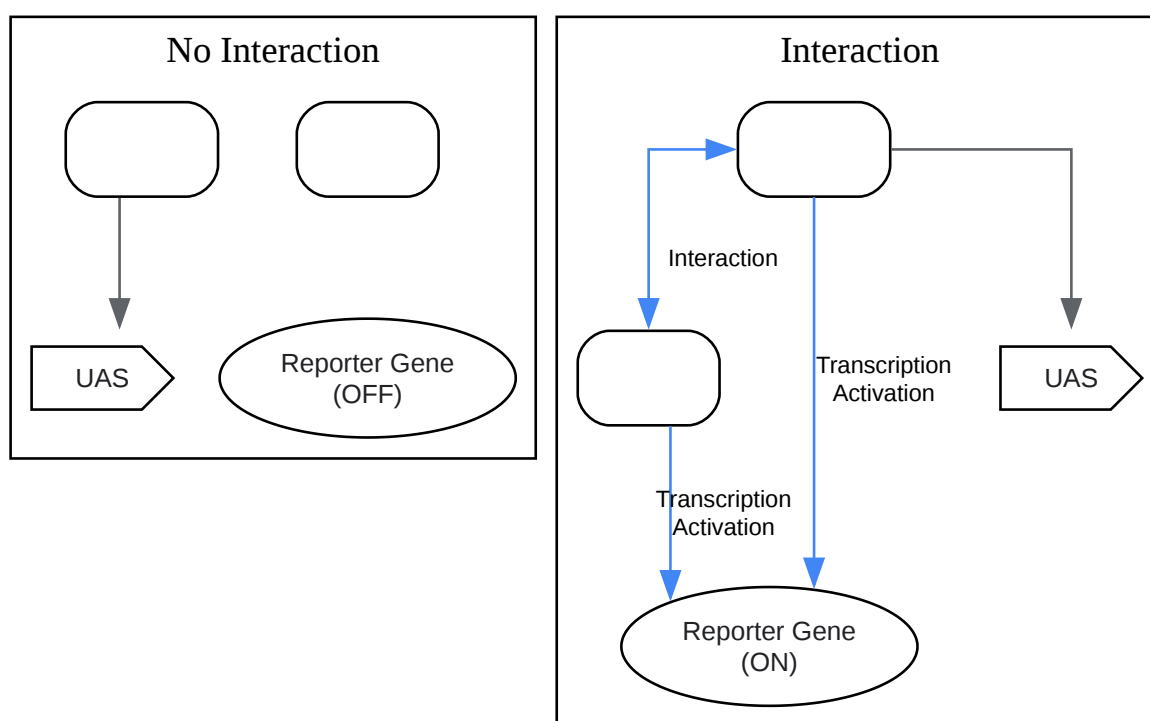 No Interaction
UAS
Reporter Gene
(OFF)
Interaction
Interaction
Transcription
Activation
UAS
Transcription
Activation
Reporter Gene
(ON)